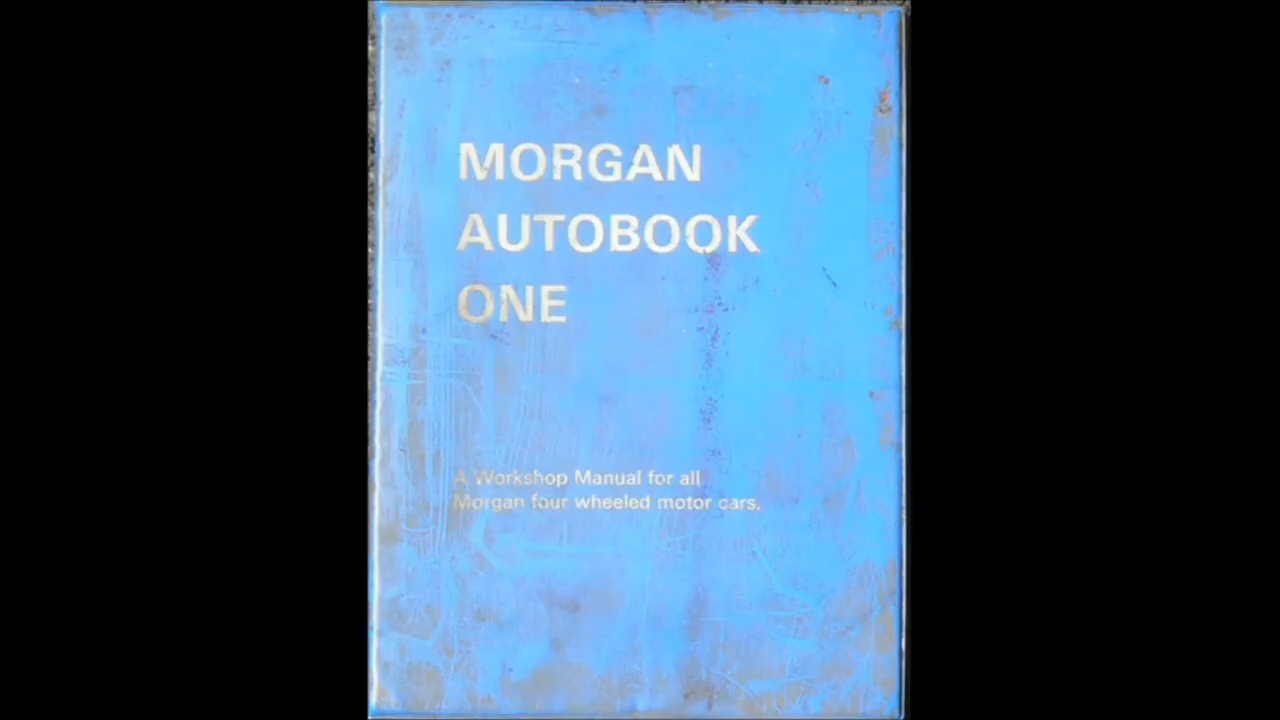 MORGAN
AUTOBOOK
ONE
A Workshop Manual for all
Morgan four wheeled motor cars.